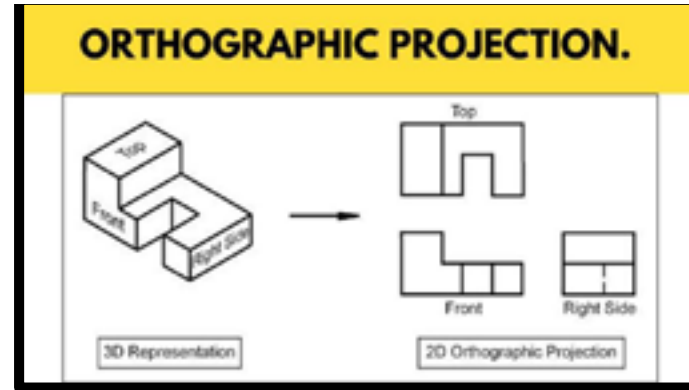 ORTHOGRAPHIC PROJECTION.
Top
Top
Front
Right Side
Front
Right Side
3D Representation
2D Orthographic Projection